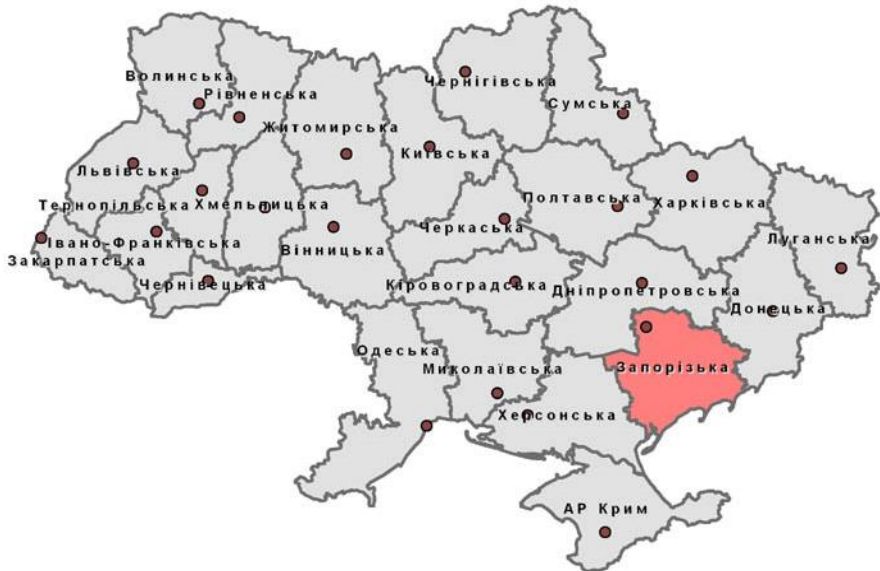 Волинська
Рівненська
Чернігівська
Сумська
Житомирська
Київська
Львівська
Тернопільська
Хмельницька
Полтавська
Харківська
Івано-Франківська
Закарпатська
Вінницька
Черкаська
Луганська
Чернівецька
Кіровоградська
Дніпропетровська
Донецька
Одеська
Миколаївська
Запорізька
Херсонська
АР Крим